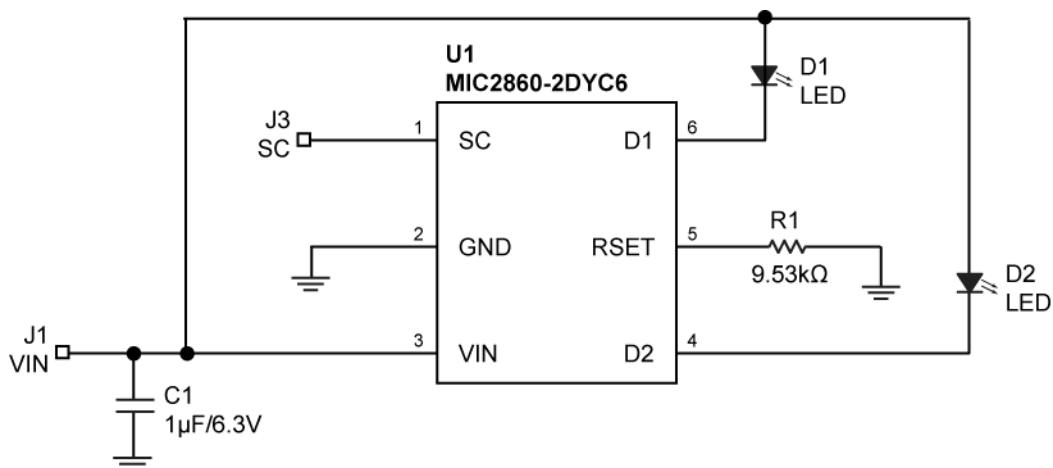 U1
MIC2860-2DYC6
D1
LED
J3
SC
1
SC
D1
6
2
GND
RSET
5
R1
9.53kΩ
D2
LED
J1
VIN
3
VIN
D2
4
C1
1µF/6.3V